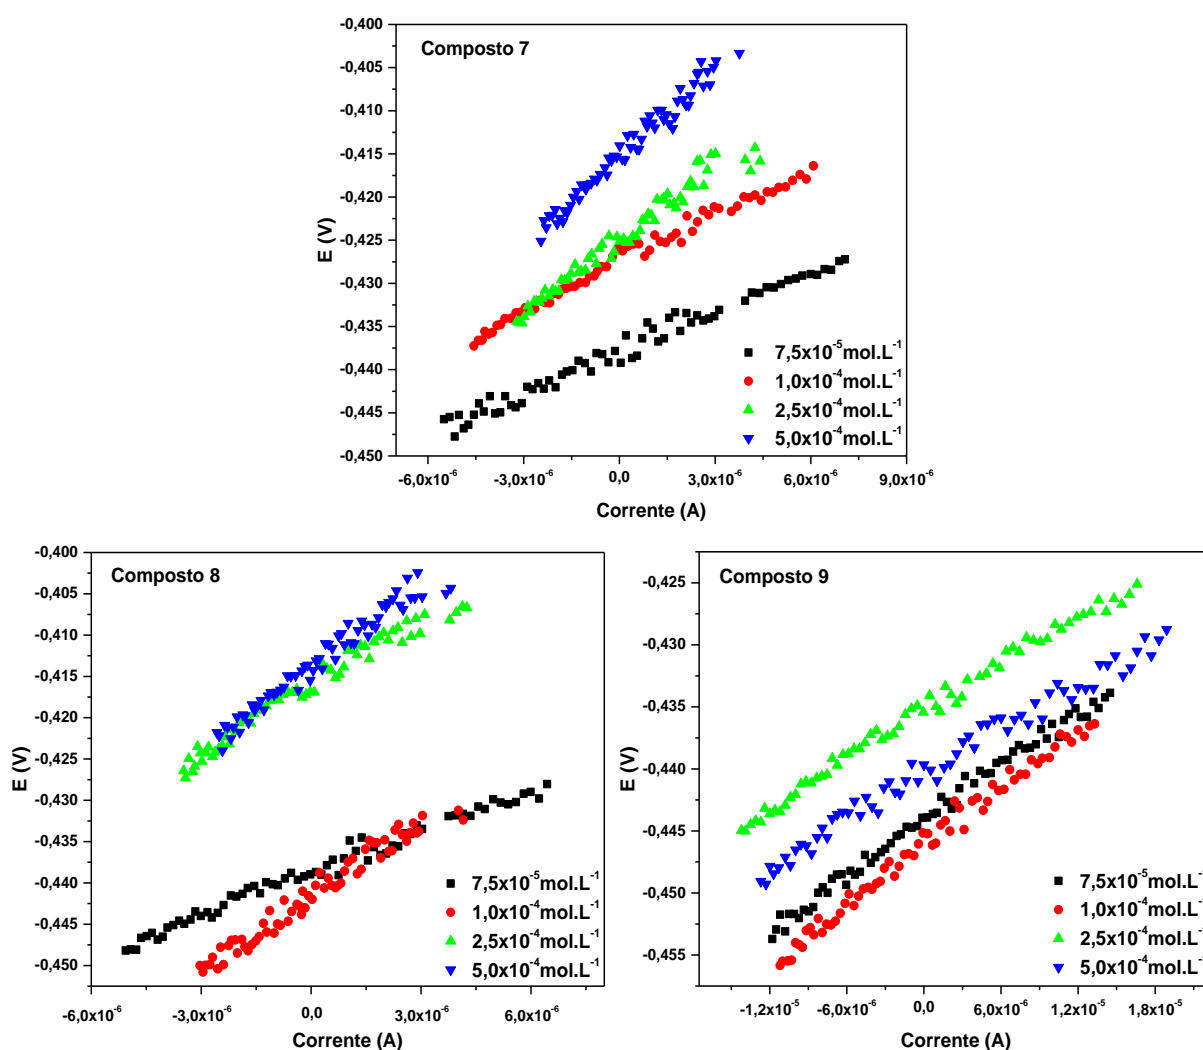 Composto 7
-0,400
-0,405
-0,410
-0,415
-0,420
-0,425
-0,430
-0,435
-0,440
-0,445
-0,450
E (V)
7,5x10⁻⁵mol.L⁻¹
1,0x10⁻⁴mol.L⁻¹
2,5x10⁻⁴mol.L⁻¹
5,0x10⁻⁴mol.L⁻¹
-6,0x10⁻⁶ -3,0x10⁻⁶ 0,0 3,0x10⁻⁶ 6,0x10⁻⁶ 9,0x10⁻⁶
Corrente (A)
Composto 8
-0,400
-0,405
-0,410
-0,415
-0,420
-0,425
-0,430
-0,435
-0,440
-0,445
-0,450
E (V)
7,5x10⁻⁵mol.L⁻¹
1,0x10⁻⁴mol.L⁻¹
2,5x10⁻⁴mol.L⁻¹
5,0x10⁻⁴mol.L⁻¹
-6,0x10⁻⁶ -3,0x10⁻⁶ 0,0 3,0x10⁻⁶ 6,0x10⁻⁶
Corrente (A)
Composto 9
-0,425
-0,430
-0,435
-0,440
-0,445
-0,450
-0,455
E (V)
7,5x10⁻⁵mol.L⁻¹
1,0x10⁻⁴mol.L⁻¹
2,5x10⁻⁴mol.L⁻¹
5,0x10⁻⁴mol.L⁻¹
-1,2x10⁻⁵ -6,0x10⁻⁶ 0,0 6,0x10⁻⁶ 1,2x10⁻⁵ 1,8x10⁻⁵
Corrente (A)